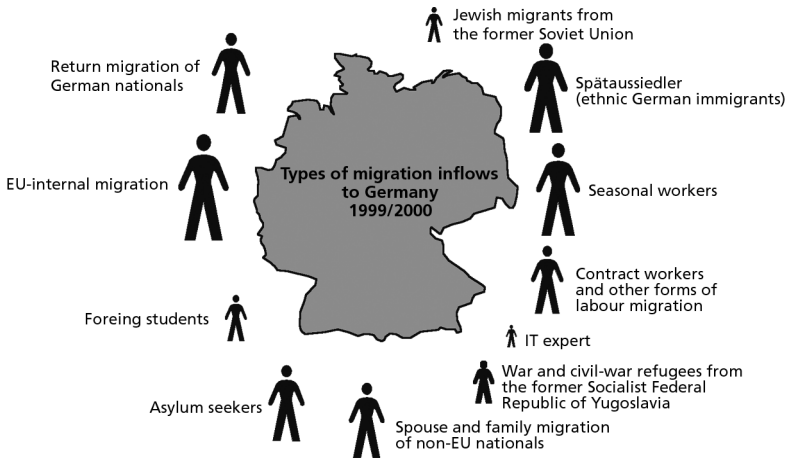 Jewish migrants from
the former Soviet Union
Return migration of
German nationals
Spätaussiedler
(ethnic German immigrants)
Types of migration inflows
to Germany
1999/2000
EU-internal migration
Seasonal workers
Contract workers
and other forms of
labour migration
Foreing students
IT expert
War and civil-war refugees from
the former Socialist Federal
Republic of Yugoslavia
Asylum seekers
Spouse and family migration
of non-EU nationals